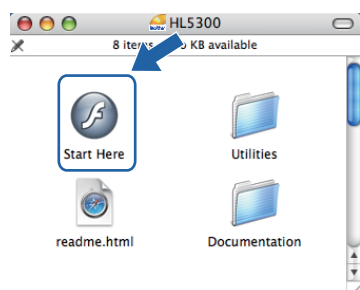 HL5300
8 items KB available
Start Here
Utilities
readme.html
Documentation